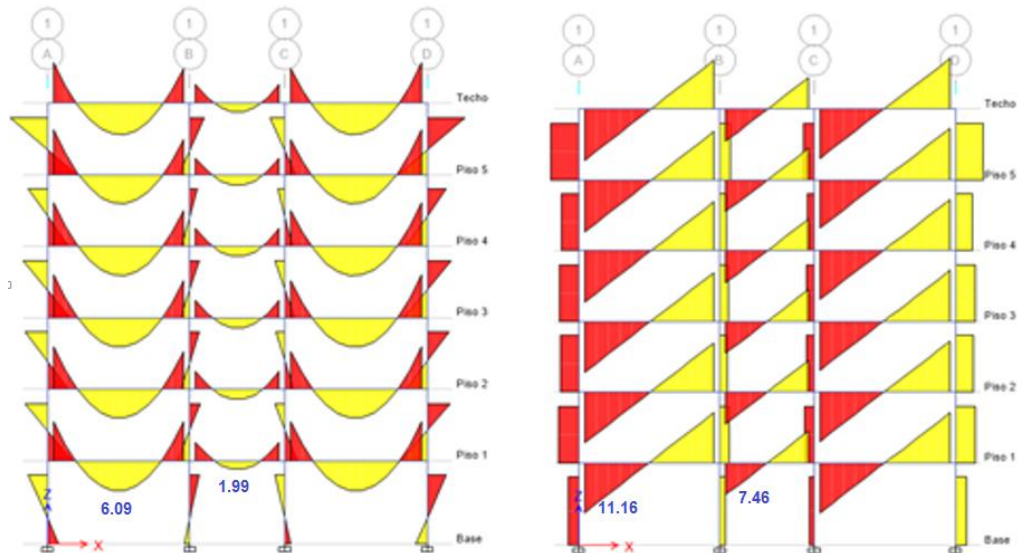 1 1 1 1
A B C D
Techo
Piso 5
Piso 4
Piso 3
Piso 2
Piso 1
1.99
6.09
Z
X
Base
1 1 1 1
A B C D
Techo
Piso 5
Piso 4
Piso 3
Piso 2
Piso 1
7.46
11.16
Z
X
Base